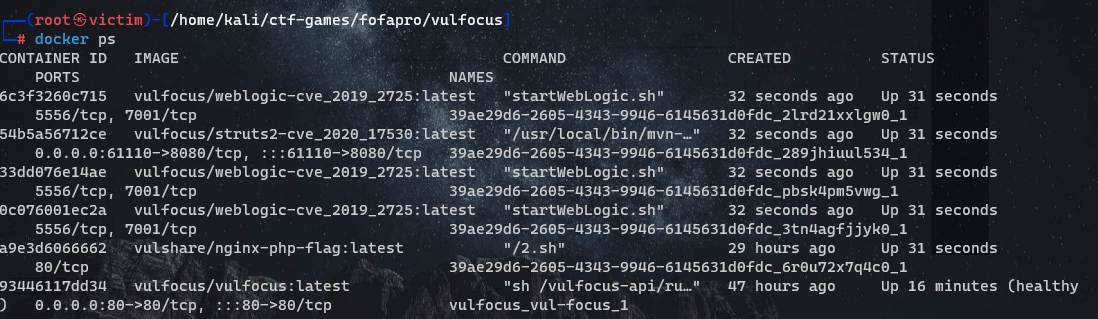 ┌──(root㉿victim)-[/home/kali/ctf-games/fofapro/vulfocus]
└─# docker ps
CONTAINER ID   IMAGE                                    COMMAND                  CREATED          STATUS
    PORTS                                         NAMES
6c3f3260c715   vulfocus/weblogic-cve_2019_2725:latest   "startWebLogic.sh"       32 seconds ago   Up 31 seconds
    5556/tcp, 7001/tcp                            39ae29d6-2605-4343-9946-6145631d0fdc_2lrd21xxlgw0_1
54b5a56712ce   vulfocus/struts2-cve_2020_17530:latest   "/usr/local/bin/mvn-…"   32 seconds ago   Up 31 seconds
    0.0.0.0:61110->8080/tcp, :::61110->8080/tcp   39ae29d6-2605-4343-9946-6145631d0fdc_289jhiuul534_1
33dd076e14ae   vulfocus/weblogic-cve_2019_2725:latest   "startWebLogic.sh"       32 seconds ago   Up 31 seconds
    5556/tcp, 7001/tcp                            39ae29d6-2605-4343-9946-6145631d0fdc_pbsk4pm5vwg_1
0c076001ec2a   vulfocus/weblogic-cve_2019_2725:latest   "startWebLogic.sh"       32 seconds ago   Up 31 seconds
    5556/tcp, 7001/tcp                            39ae29d6-2605-4343-9946-6145631d0fdc_3tn4agfjjyk0_1
a9e3d6066662   vulshare/nginx-php-flag:latest           "/2.sh"                  29 hours ago     Up 31 seconds
    80/tcp                                        39ae29d6-2605-4343-9946-6145631d0fdc_6r0u72x7q4c0_1
93446117dd34   vulfocus/vulfocus:latest                 "sh /vulfocus-api/ru…"   47 hours ago     Up 16 minutes (healthy
)   0.0.0.0:80->80/tcp, :::80->80/tcp             vulfocus_vul-focus_1